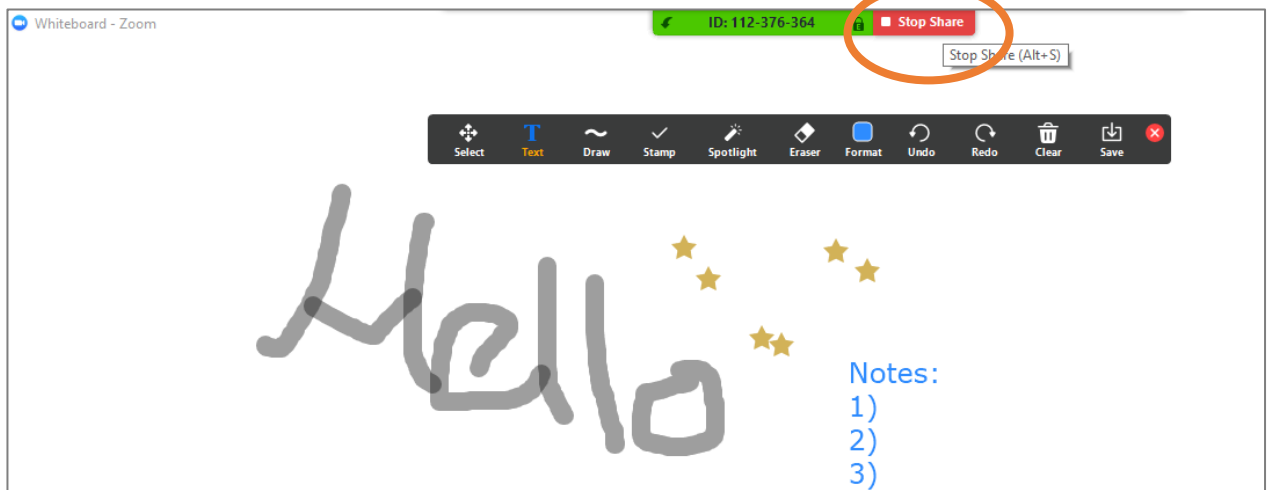 Whiteboard - Zoom
ID: 112-376-364
Stop Share
Stop Share (Alt+S)
Select Text Draw Stamp Spotlight Eraser Format Undo Redo Clear Save
Hello
Notes:
1)
2)
3)